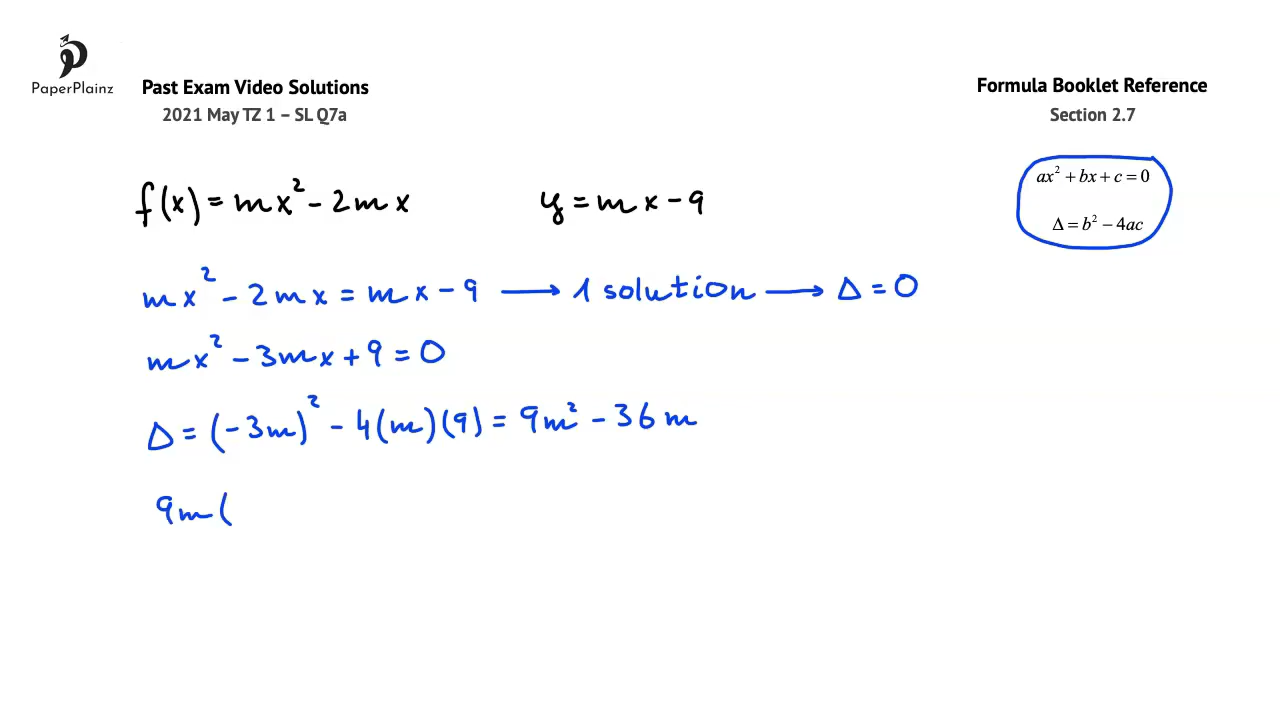 PaperPlainz
Past Exam Video Solutions
2021 May TZ 1 – SL Q7a
Formula Booklet Reference
Section 2.7
ax² + bx + c = 0
Δ = b² − 4ac
f(x) = mx² - 2mx
y = mx - 9
mx² - 2mx = mx - 9 → 1 solution → Δ = 0
mx² - 3mx + 9 = 0
Δ = (-3m)² - 4(m)(9) = 9m² - 36m
9m(